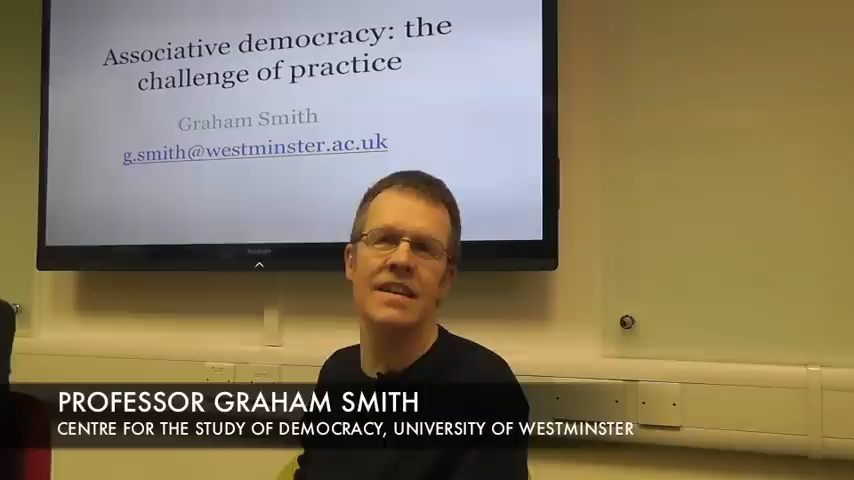 Associative democracy: the
challenge of practice
Graham Smith
g.smith@westminster.ac.uk
PROFESSOR GRAHAM SMITH
CENTRE FOR THE STUDY OF DEMOCRACY, UNIVERSITY OF WESTMINSTER